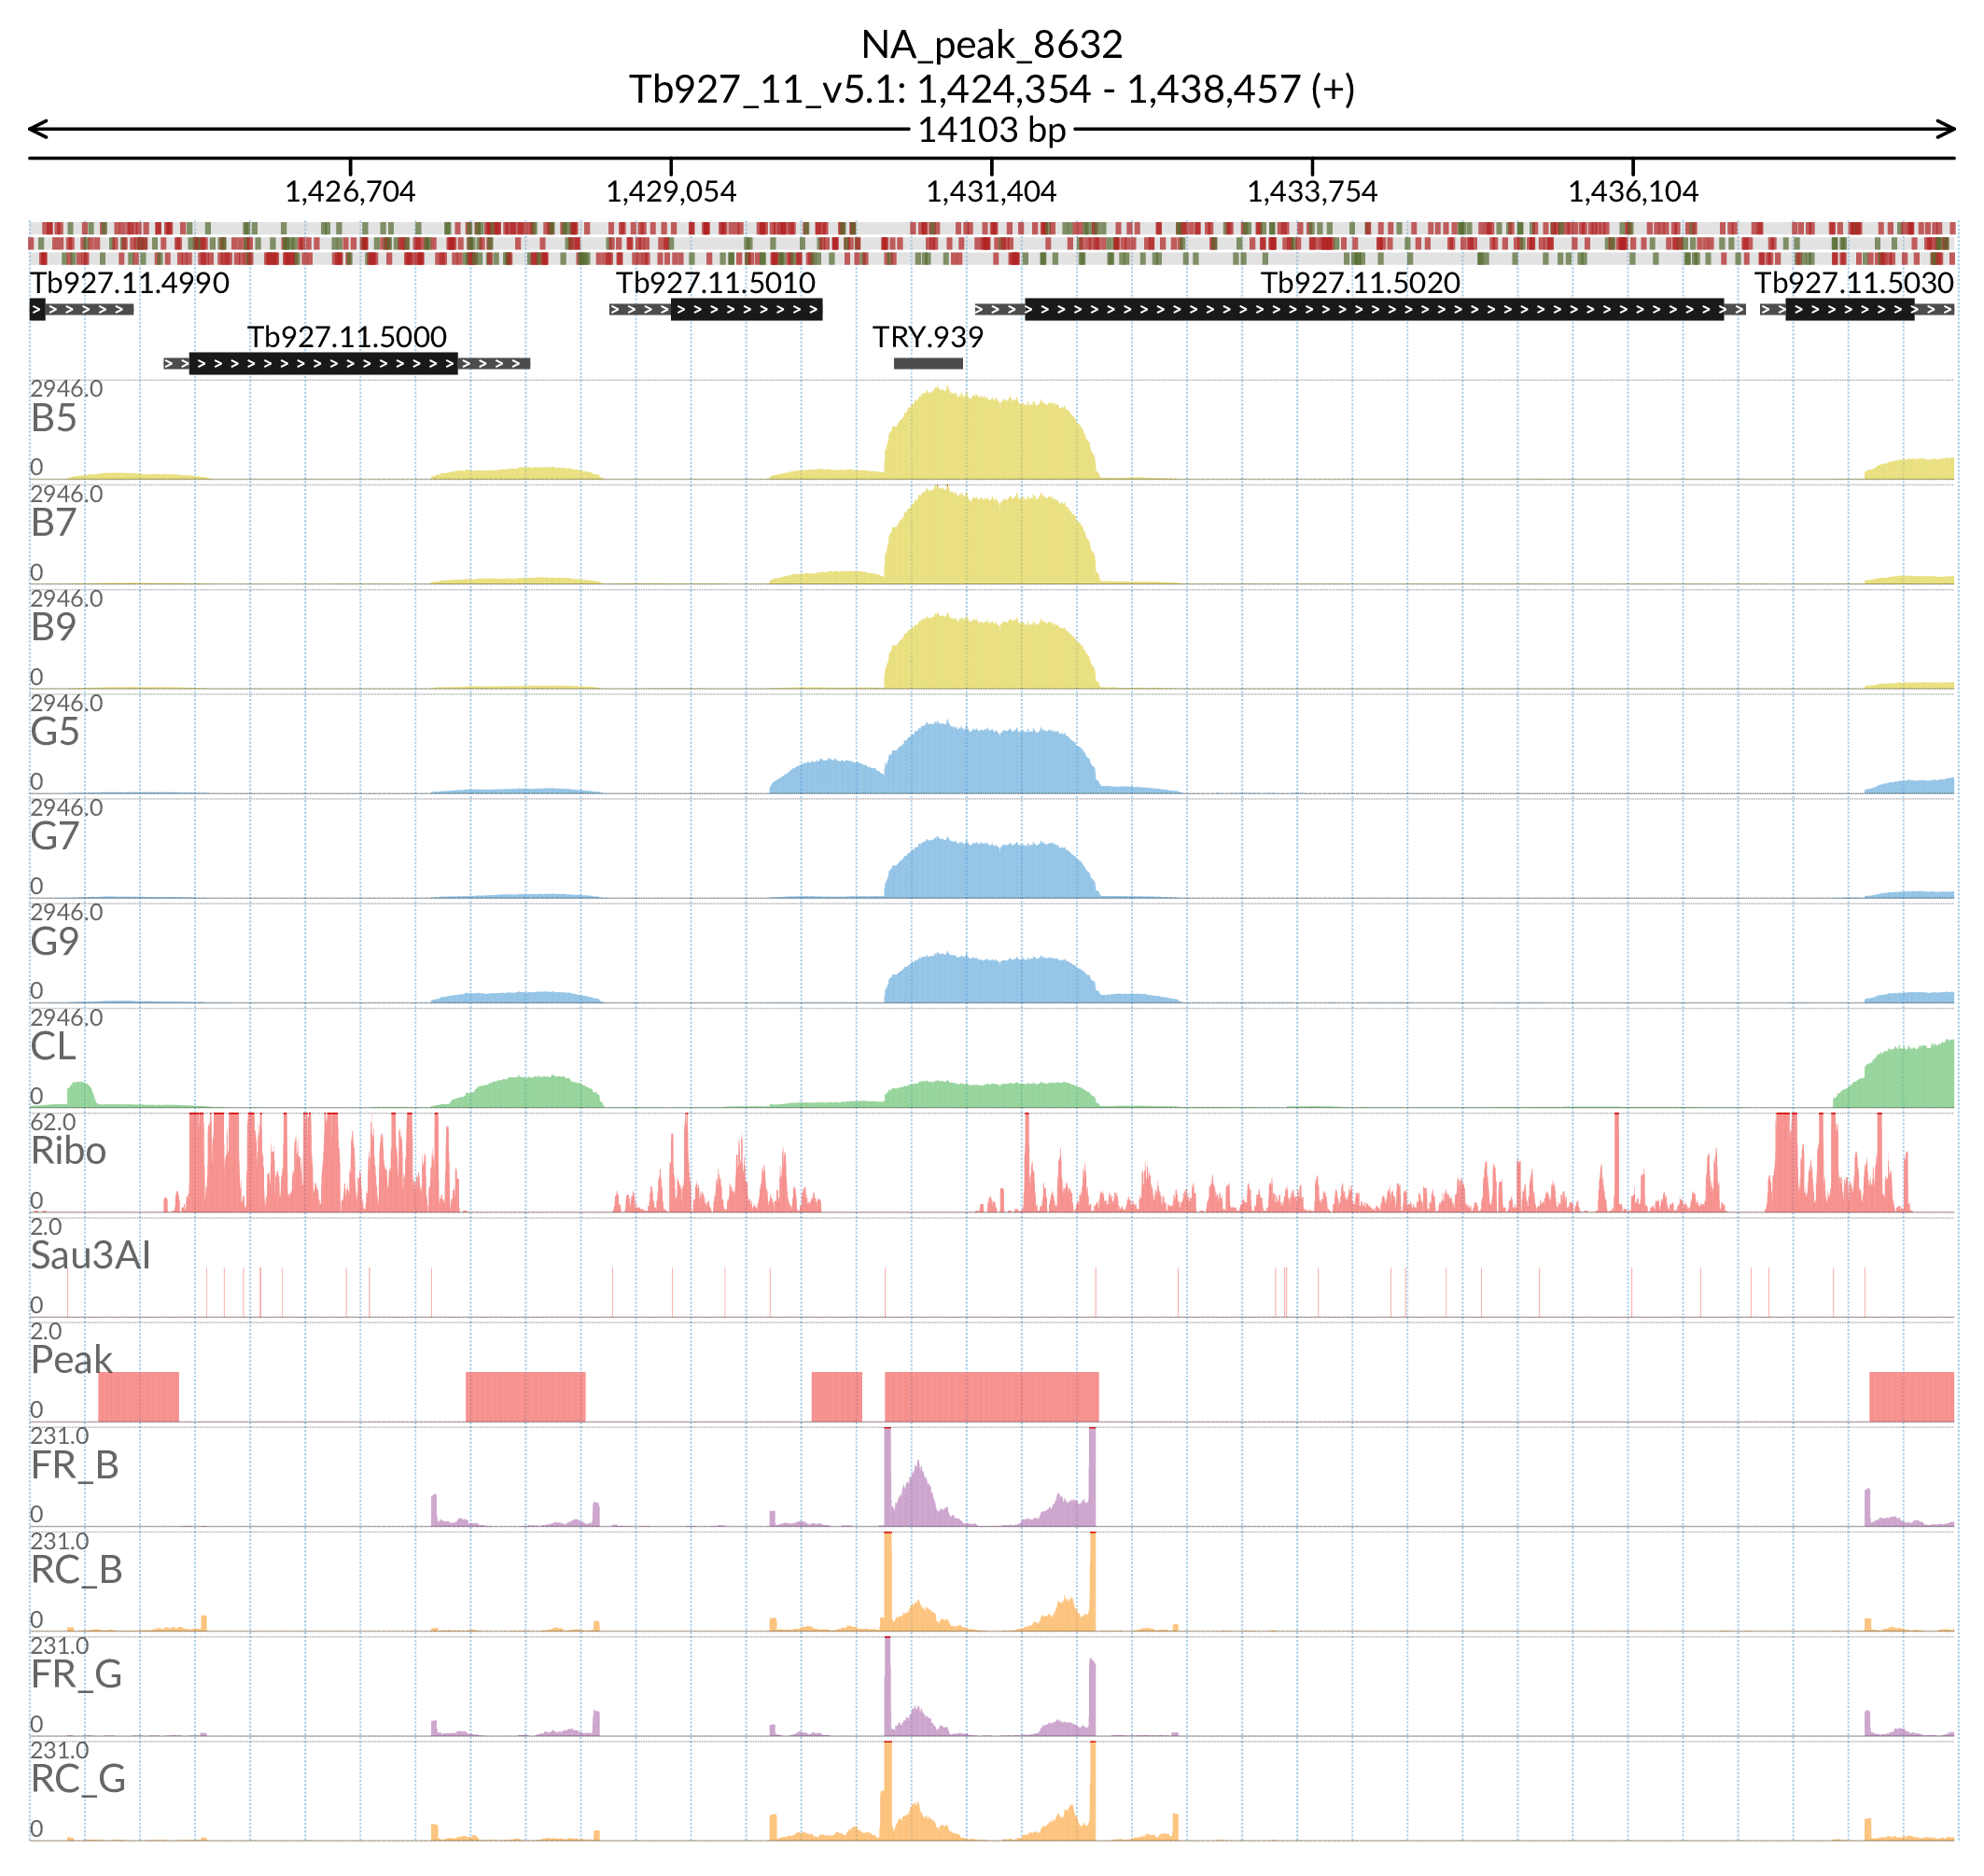 NA_peak_8632
Tb927_11_v5.1: 1,424,354 - 1,438,457 (+)
14103 bp
1,426,704 1,429,054 1,431,404 1,433,754 1,436,104
Tb927.11.4990 Tb927.11.5010 Tb927.11.5020 Tb927.11.5030
Tb927.11.5000 TRY.939
2946.0
B5
0
2946.0
B7
0
2946.0
B9
0
2946.0
G5
0
2946.0
G7
0
2946.0
G9
0
2946.0
CL
0
62.0
Ribo
0
2.0
Sau3AI
0
2.0
Peak
0
231.0
FR_B
0
231.0
RC_B
0
231.0
FR_G
0
231.0
RC_G
0